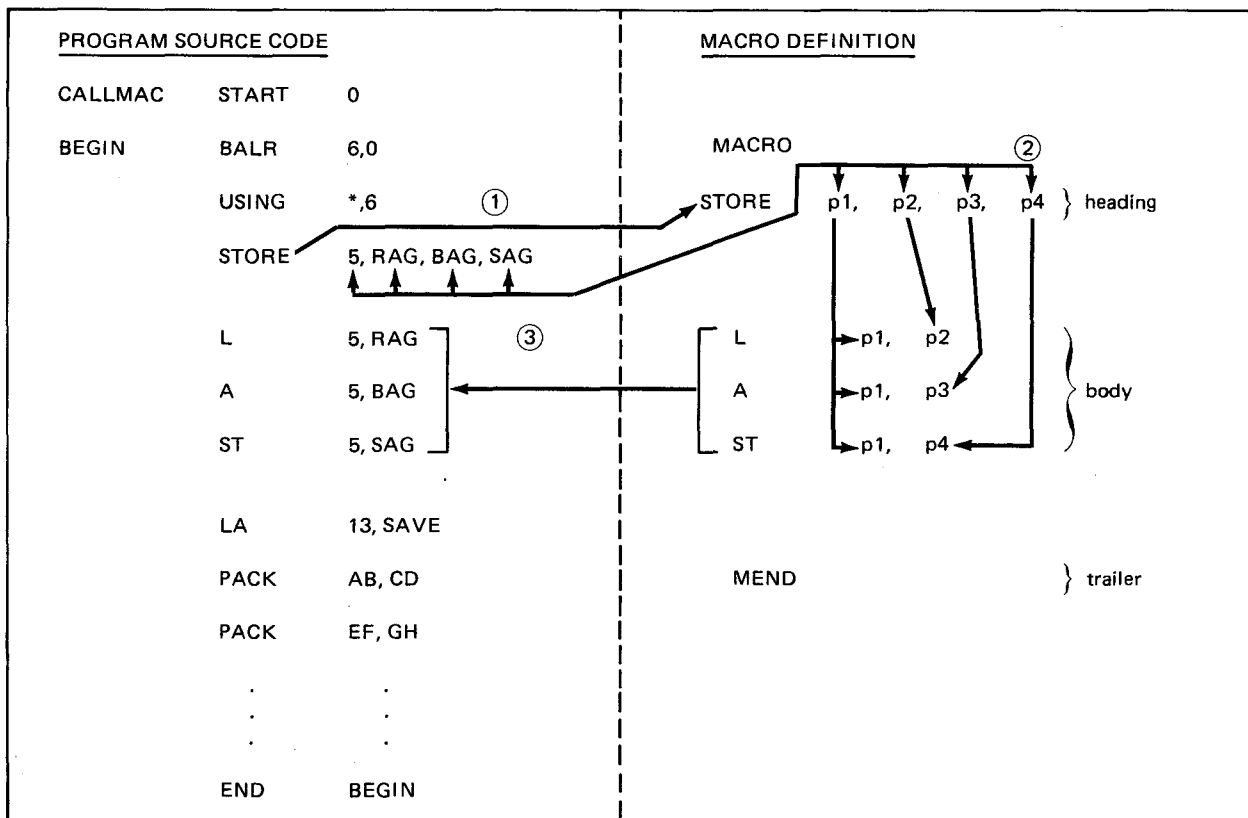 PROGRAM SOURCE CODE
CALLMAC START 0
BEGIN BALR 6,0
USING *,6
①
STORE 5, RAG, BAG, SAG
L 5, RAG
③
A 5, BAG
ST 5, SAG
LA 13, SAVE
PACK AB, CD
PACK EF, GH
. .
. .
. .
END BEGIN
MACRO DEFINITION
MACRO
②
STORE p1, p2, p3, p4 } heading
L p1, p2
A p1, p3
body
ST p1, p4
MEND } trailer